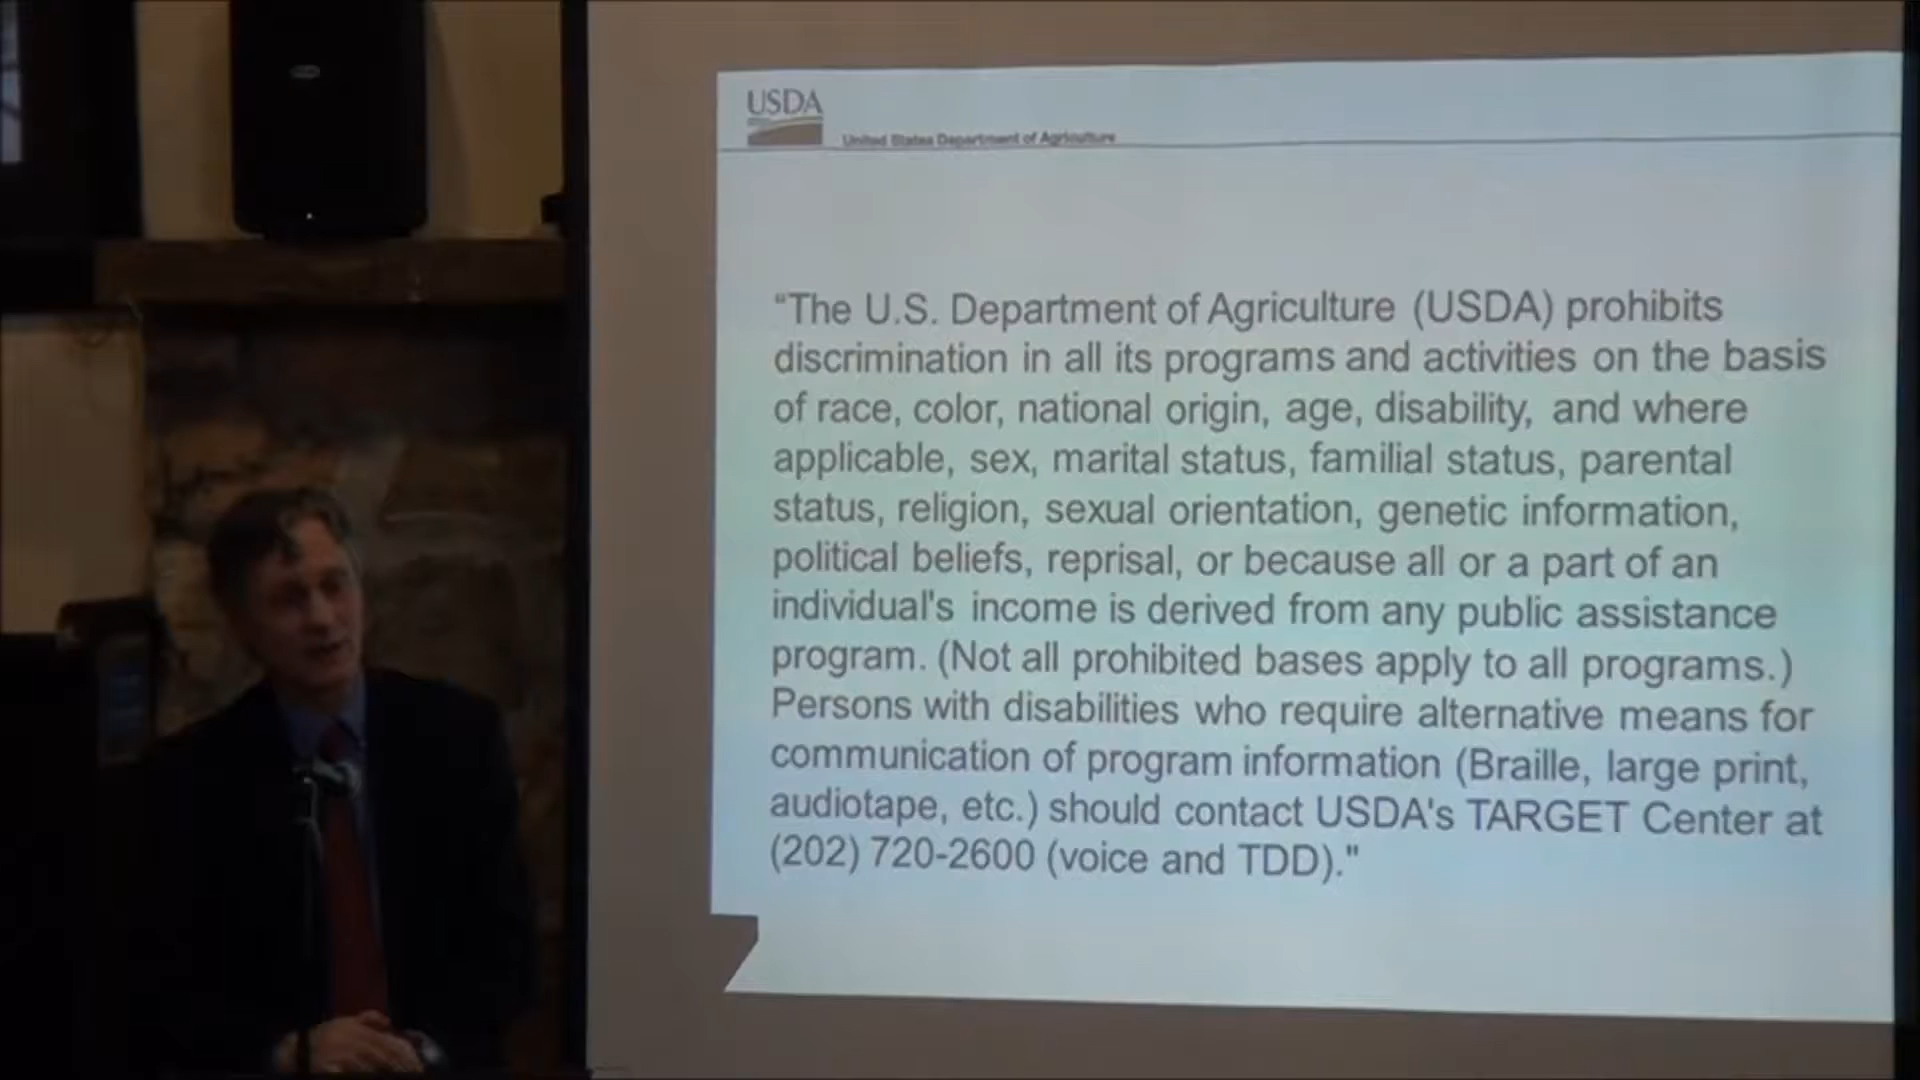 USDA
United States Department of Agriculture
“The U.S. Department of Agriculture (USDA) prohibits
discrimination in all its programs and activities on the basis
of race, color, national origin, age, disability, and where
applicable, sex, marital status, familial status, parental
status, religion, sexual orientation, genetic information,
political beliefs, reprisal, or because all or a part of an
individual's income is derived from any public assistance
program. (Not all prohibited bases apply to all programs.)
Persons with disabilities who require alternative means for
communication of program information (Braille, large print,
audiotape, etc.) should contact USDA's TARGET Center at
(202) 720-2600 (voice and TDD)."